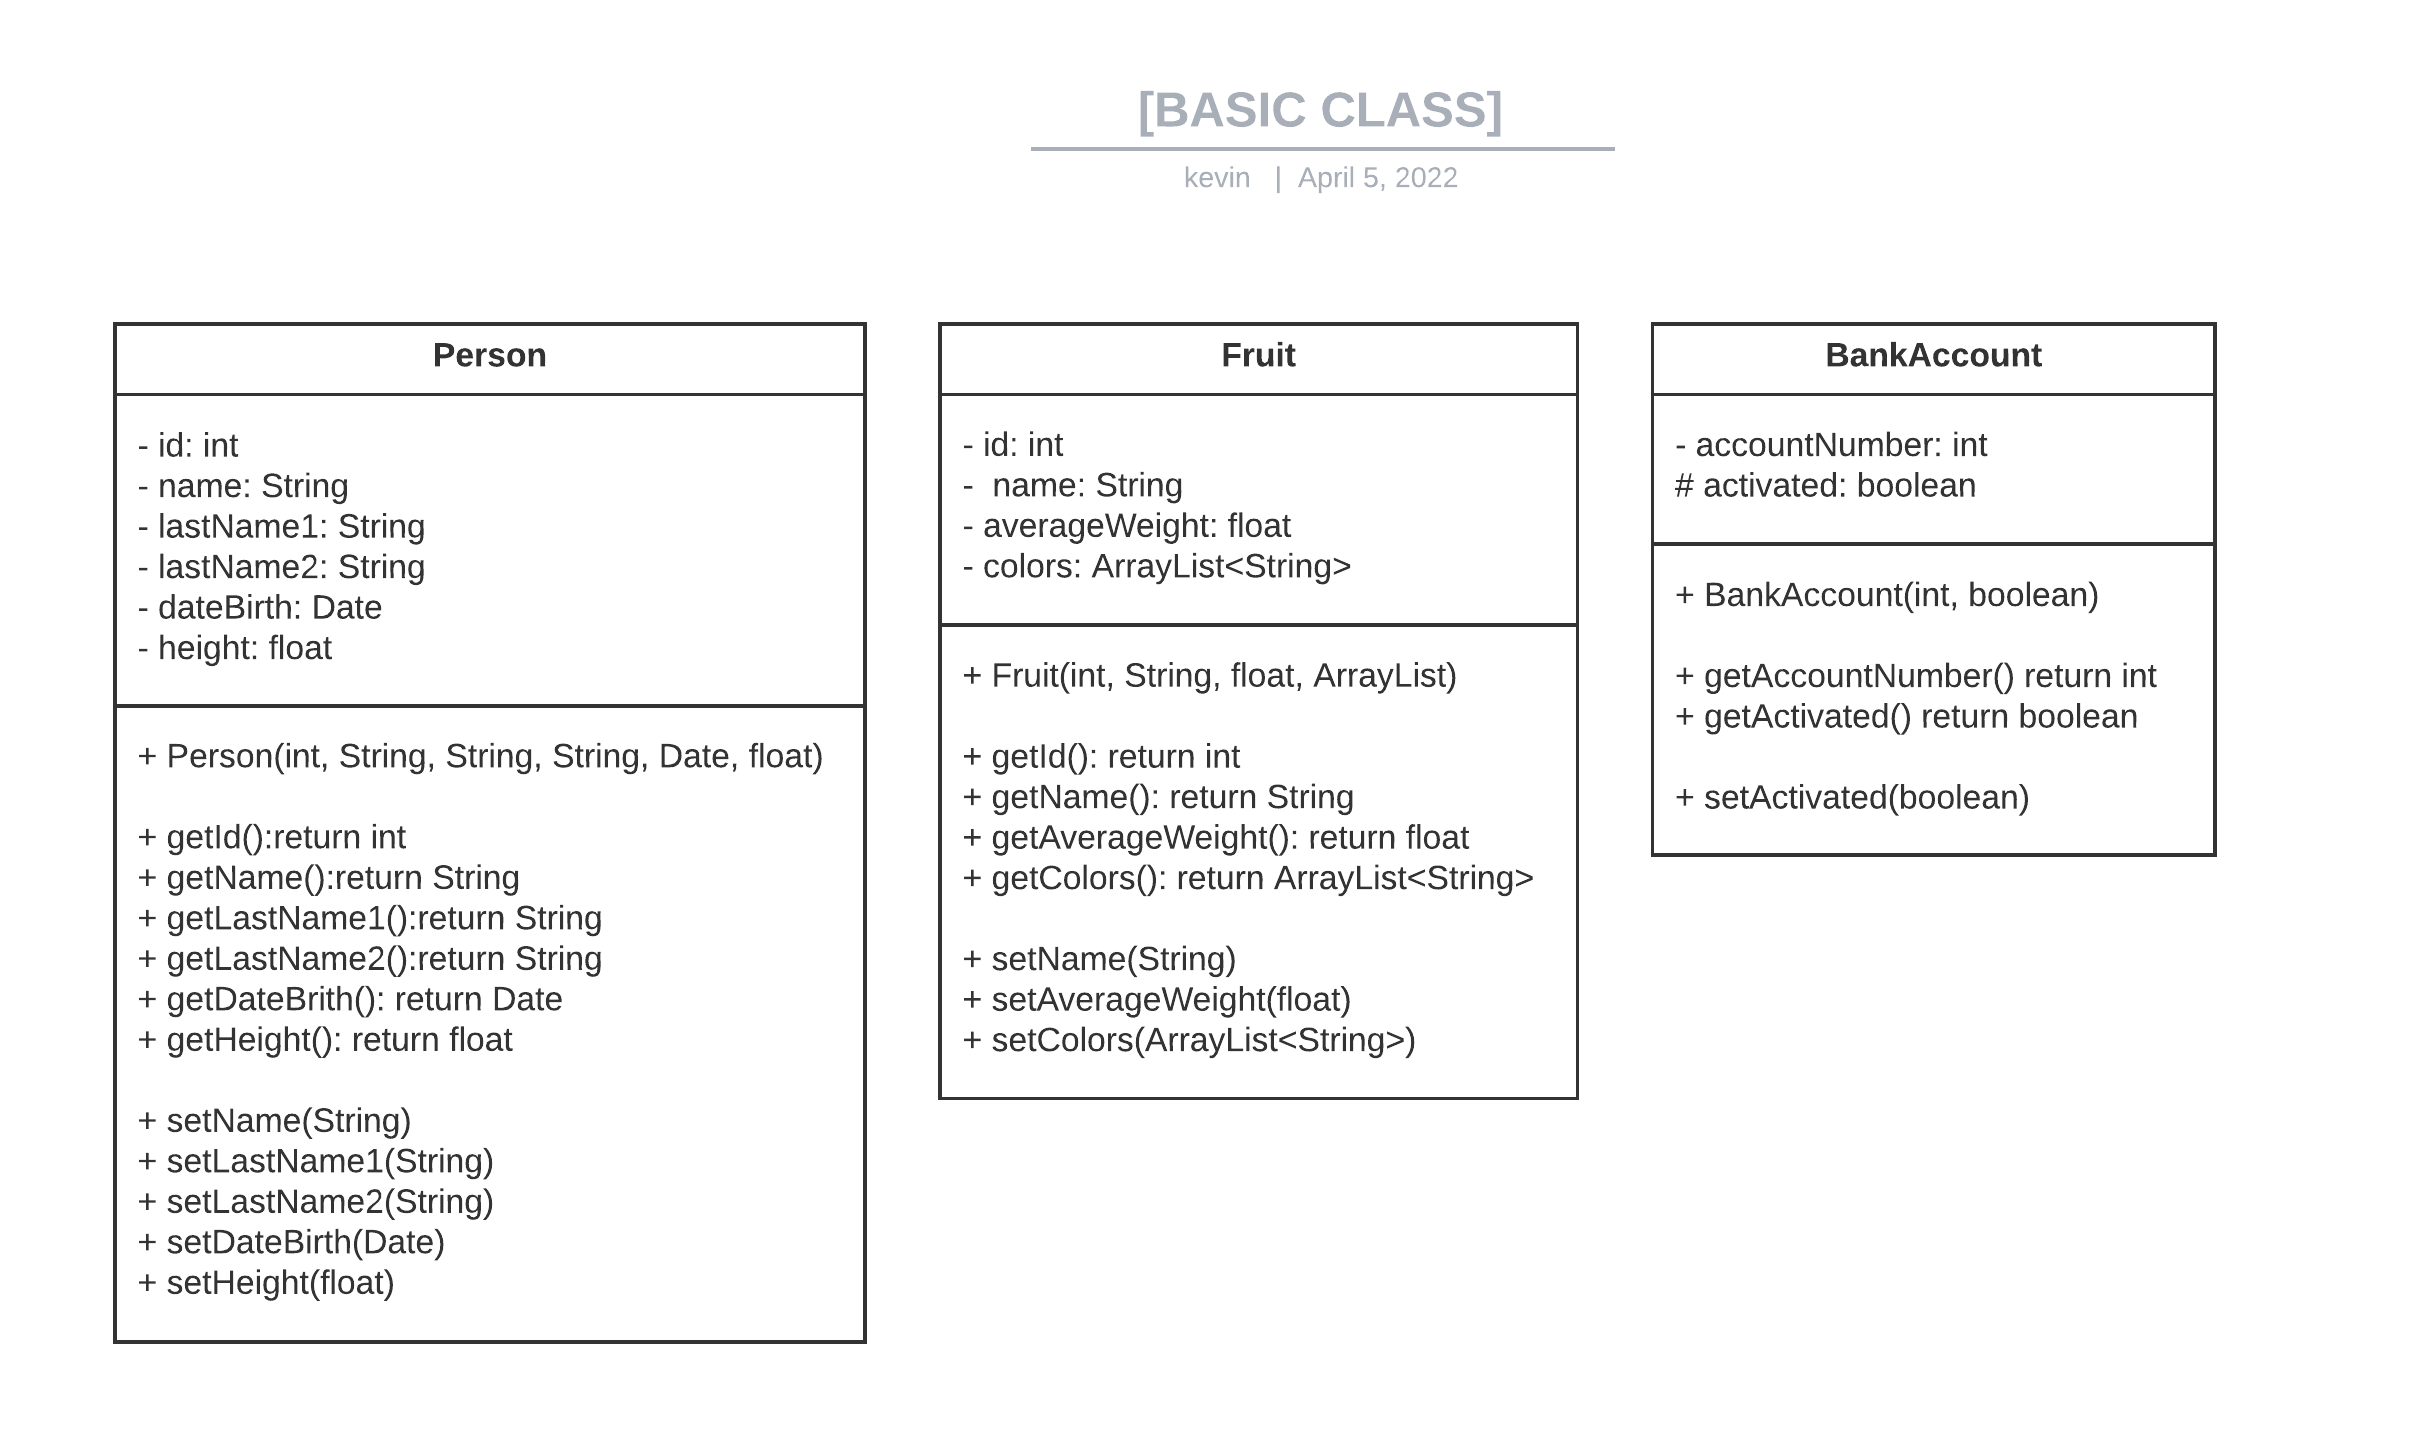 [BASIC CLASS]
kevin | April 5, 2022
Person
- id: int
- name: String
- lastName1: String
- lastName2: String
- dateBirth: Date
- height: float
+ Person(int, String, String, String, Date, float)
+ getId():return int
+ getName():return String
+ getLastName1():return String
+ getLastName2():return String
+ getDateBrith(): return Date
+ getHeight(): return float
+ setName(String)
+ setLastName1(String)
+ setLastName2(String)
+ setDateBirth(Date)
+ setHeight(float)
Fruit
- id: int
-  name: String
- averageWeight: float
- colors: ArrayList<String>
+ Fruit(int, String, float, ArrayList)
+ getId(): return int
+ getName(): return String
+ getAverageWeight(): return float
+ getColors(): return ArrayList<String>
+ setName(String)
+ setAverageWeight(float)
+ setColors(ArrayList<String>)
BankAccount
- accountNumber: int
# activated: boolean
+ BankAccount(int, boolean)
+ getAccountNumber() return int
+ getActivated() return boolean
+ setActivated(boolean)